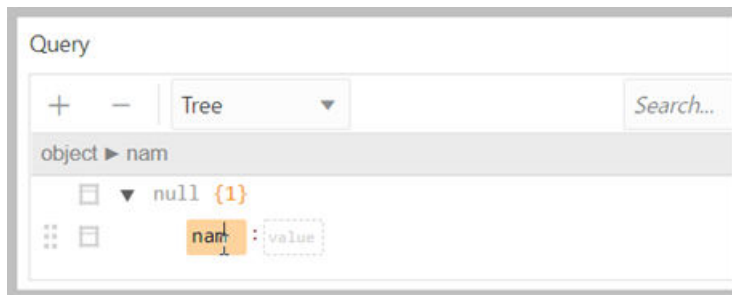 Query
+ − Tree ▼ Search...
object ► nam
▼ null {1}
nam : value